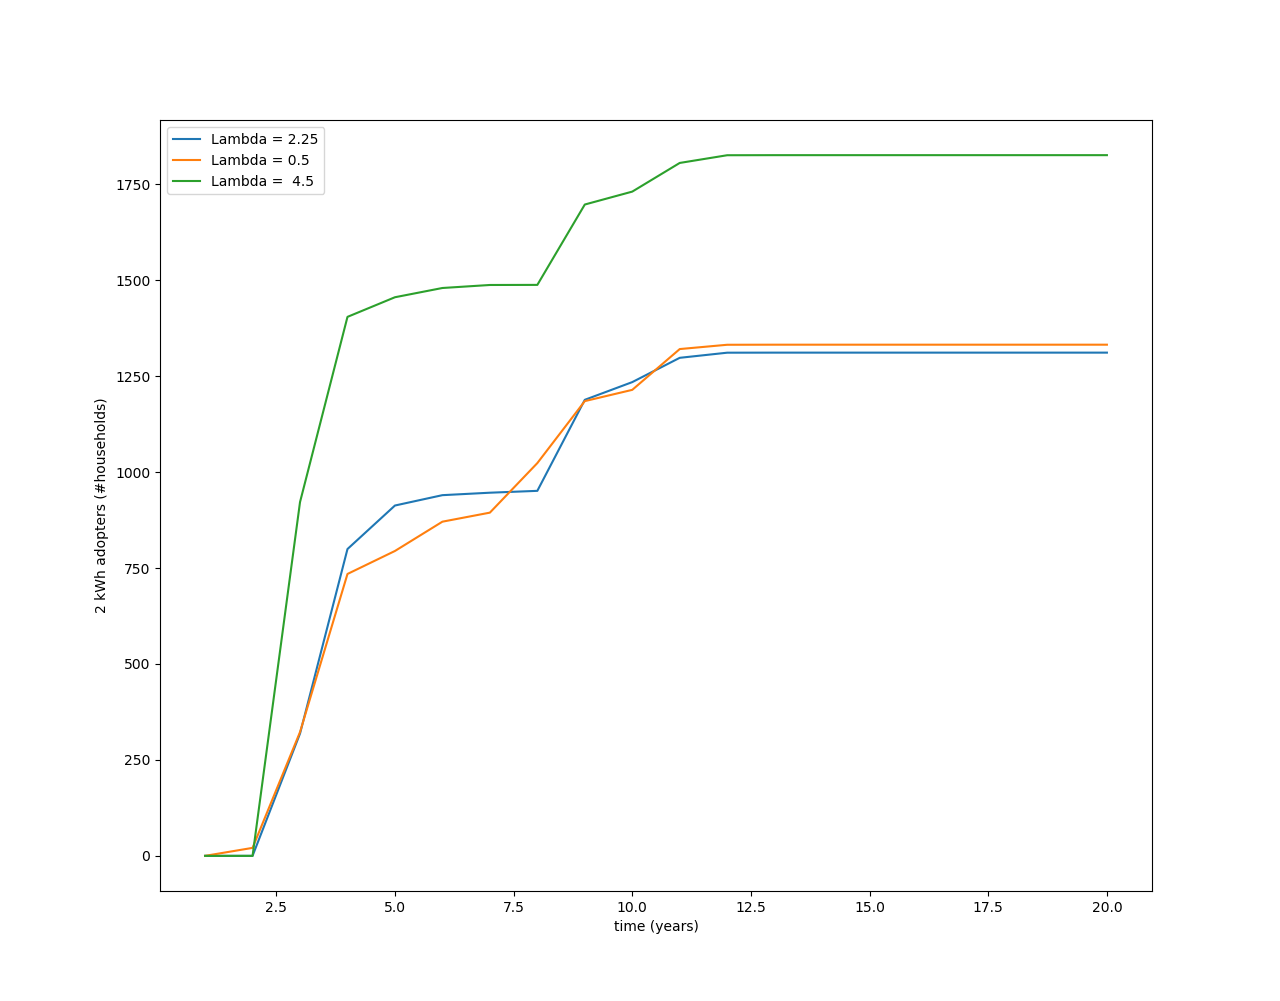 Lambda = 2.25
Lambda = 0.5
Lambda =  4.5
2 kWh adopters (#households)
1750
1500
1250
1000
750
500
250
0
2.5 5.0 7.5 10.0 12.5 15.0 17.5 20.0
time (years)